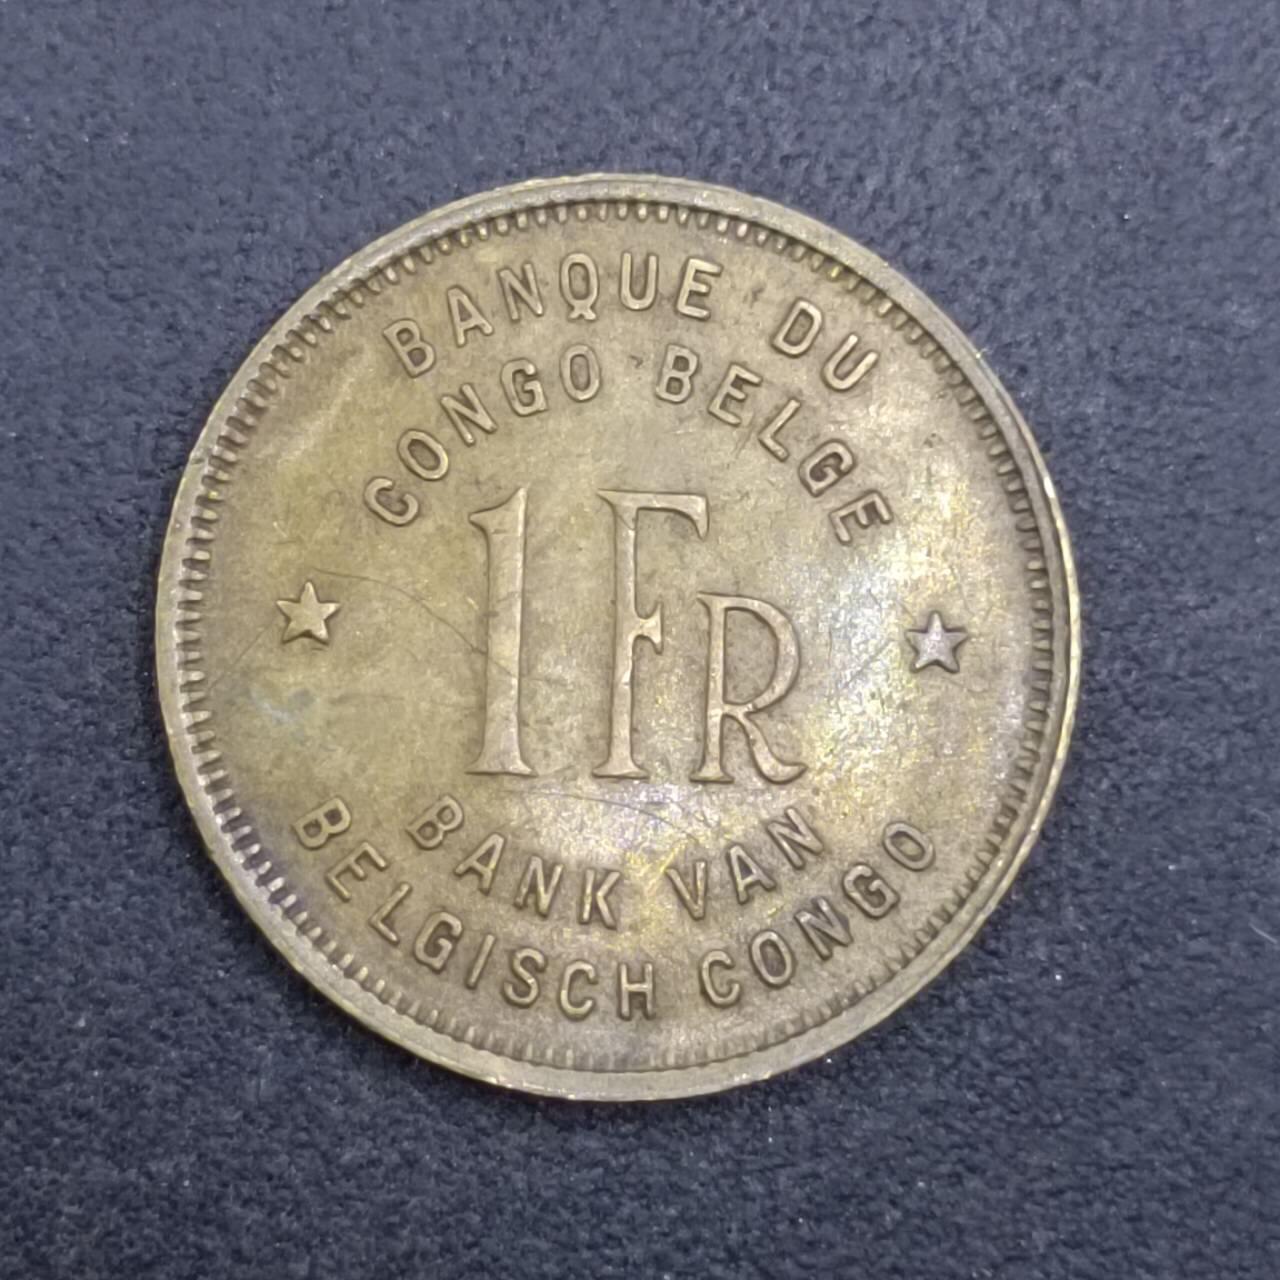 BANQUE DU
CONGO BELGE
1 FR
BANK VAN
BELGISCH CONGO